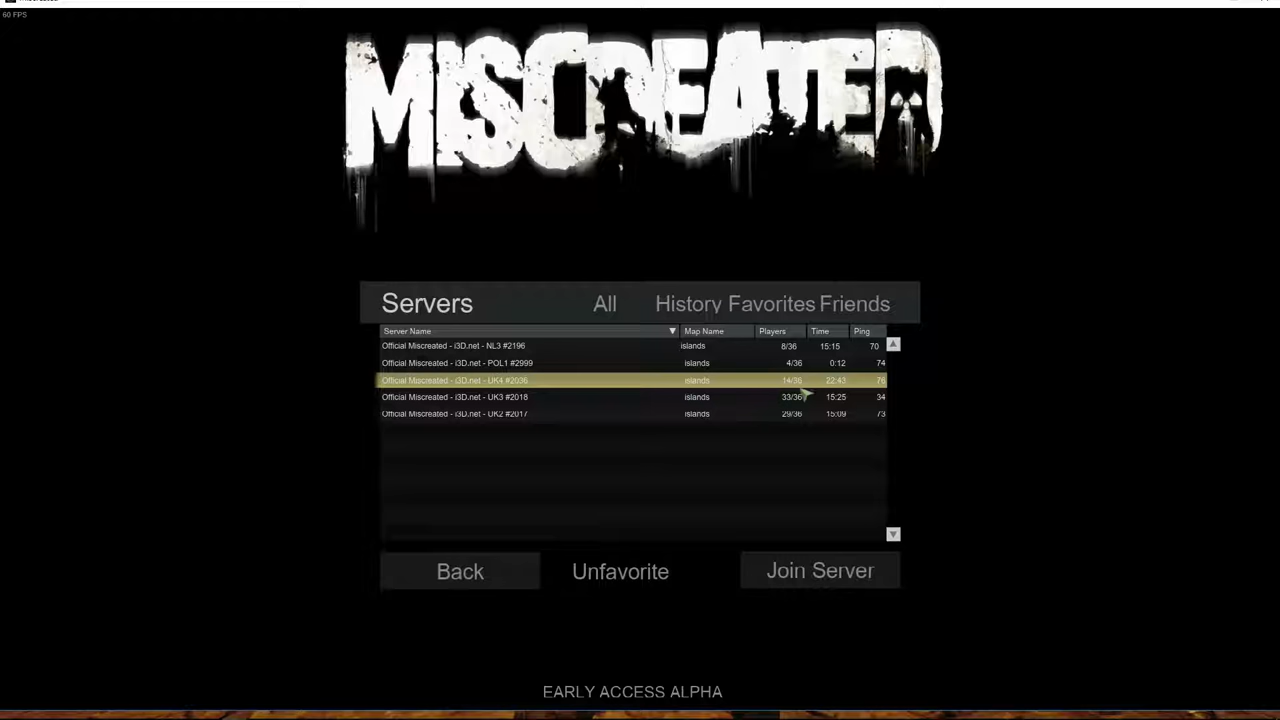 60 FPS
MISCREATED
Servers All History Favorites Friends
Server Name Map Name Players Time Ping
Official Miscreated - i3D.net - NL3 #2196 islands 8/36 15:15 70
Official Miscreated - i3D.net - POL1 #2999 islands 4/36 0:12 74
Official Miscreated - i3D.net - UK4 #2036 islands 14/36 22:43 76
Official Miscreated - i3D.net - UK3 #2018 islands 33/36 15:25 34
Official Miscreated - i3D.net - UK2 #2017 islands 29/36 15:09 73
Back Unfavorite Join Server
EARLY ACCESS ALPHA